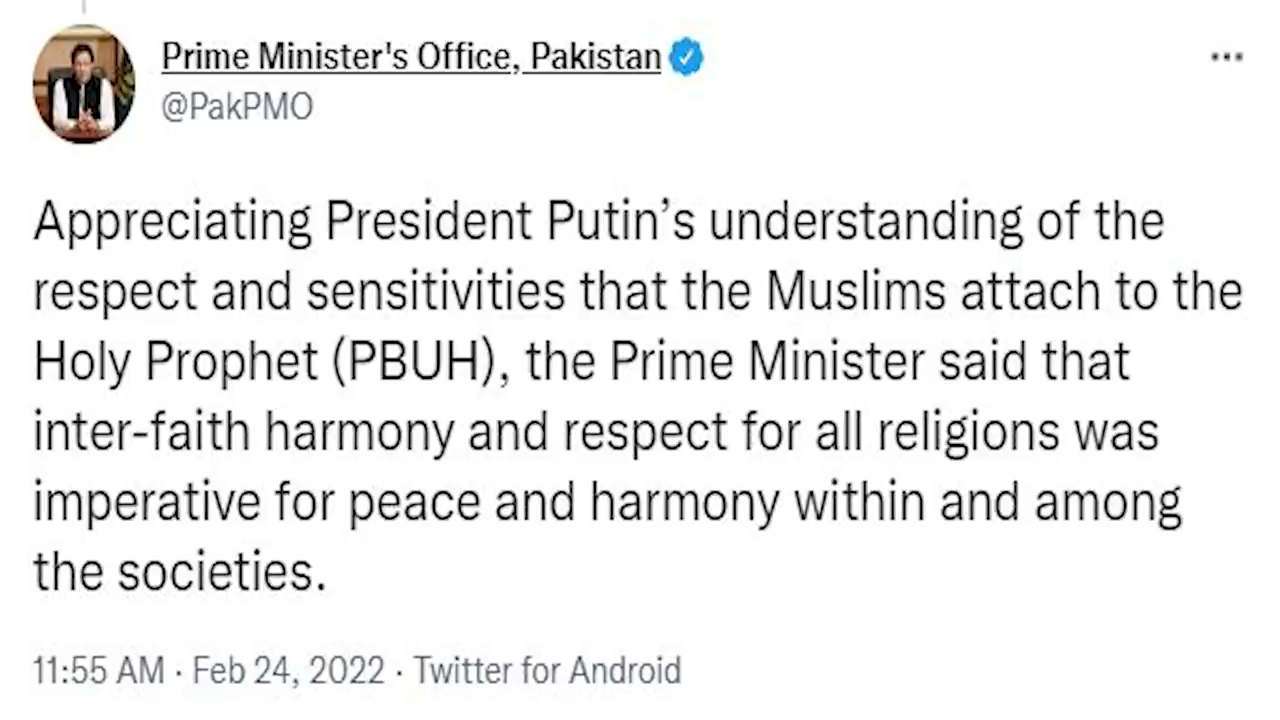 Prime Minister's Office, Pakistan
@PakPMO
Appreciating President Putin’s understanding of the
respect and sensitivities that the Muslims attach to the
Holy Prophet (PBUH), the Prime Minister said that
inter-faith harmony and respect for all religions was
imperative for peace and harmony within and among
the societies.
11:55 AM · Feb 24, 2022 · Twitter for Android